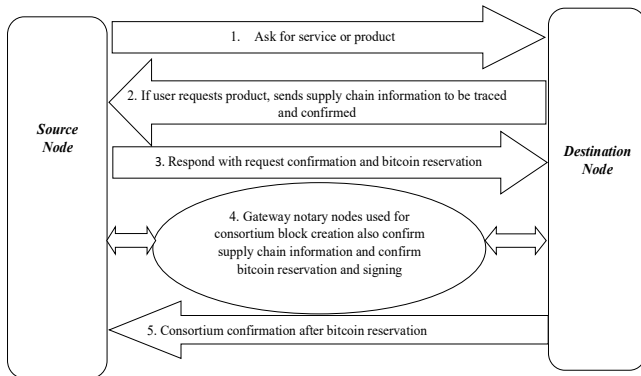 1. Ask for service or product
2. If user requests product, sends supply chain information to be traced
and confirmed
Source
Node
3. Respond with request confirmation and bitcoin reservation
Destination
Node
4. Gateway notary nodes used for
consortium block creation also confirm
supply chain information and confirm
bitcoin reservation and signing
5. Consortium confirmation after bitcoin reservation